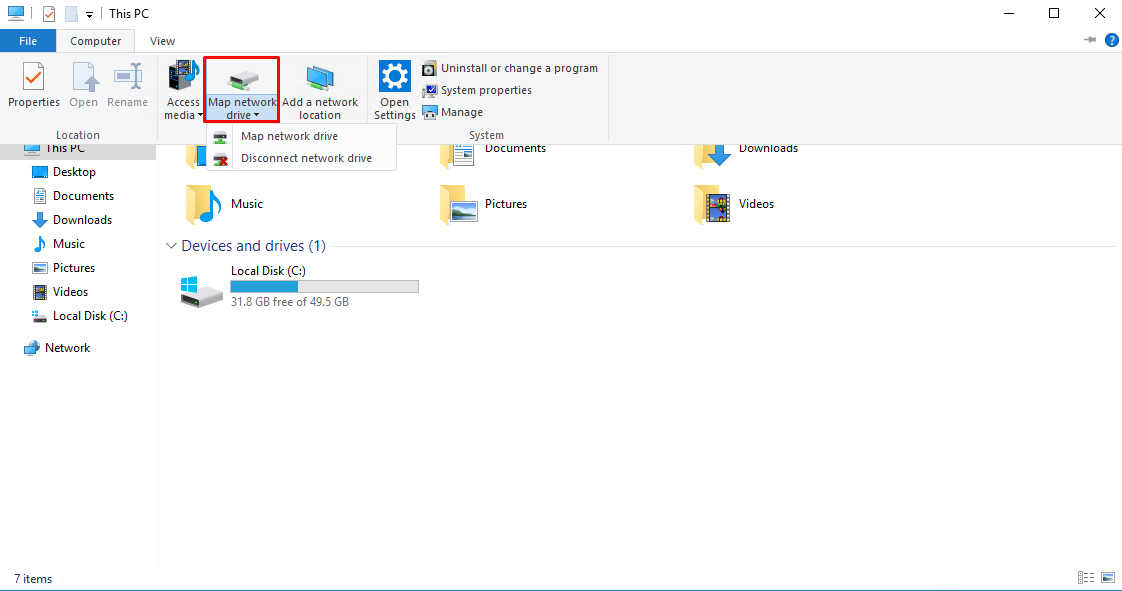 This PC
File
Computer
View
Properties
Open
Rename
Location
Access
media
Map network
drive
Add a network
location
Open
Settings
Uninstall or change a program
System properties
Manage
System
Map network drive
Disconnect network drive
This PC
Desktop
Documents
Downloads
Music
Pictures
Videos
Local Disk (C:)
Network
Documents
Downloads
Music
Pictures
Videos
Devices and drives (1)
Local Disk (C:)
31.8 GB free of 49.5 GB
7 items